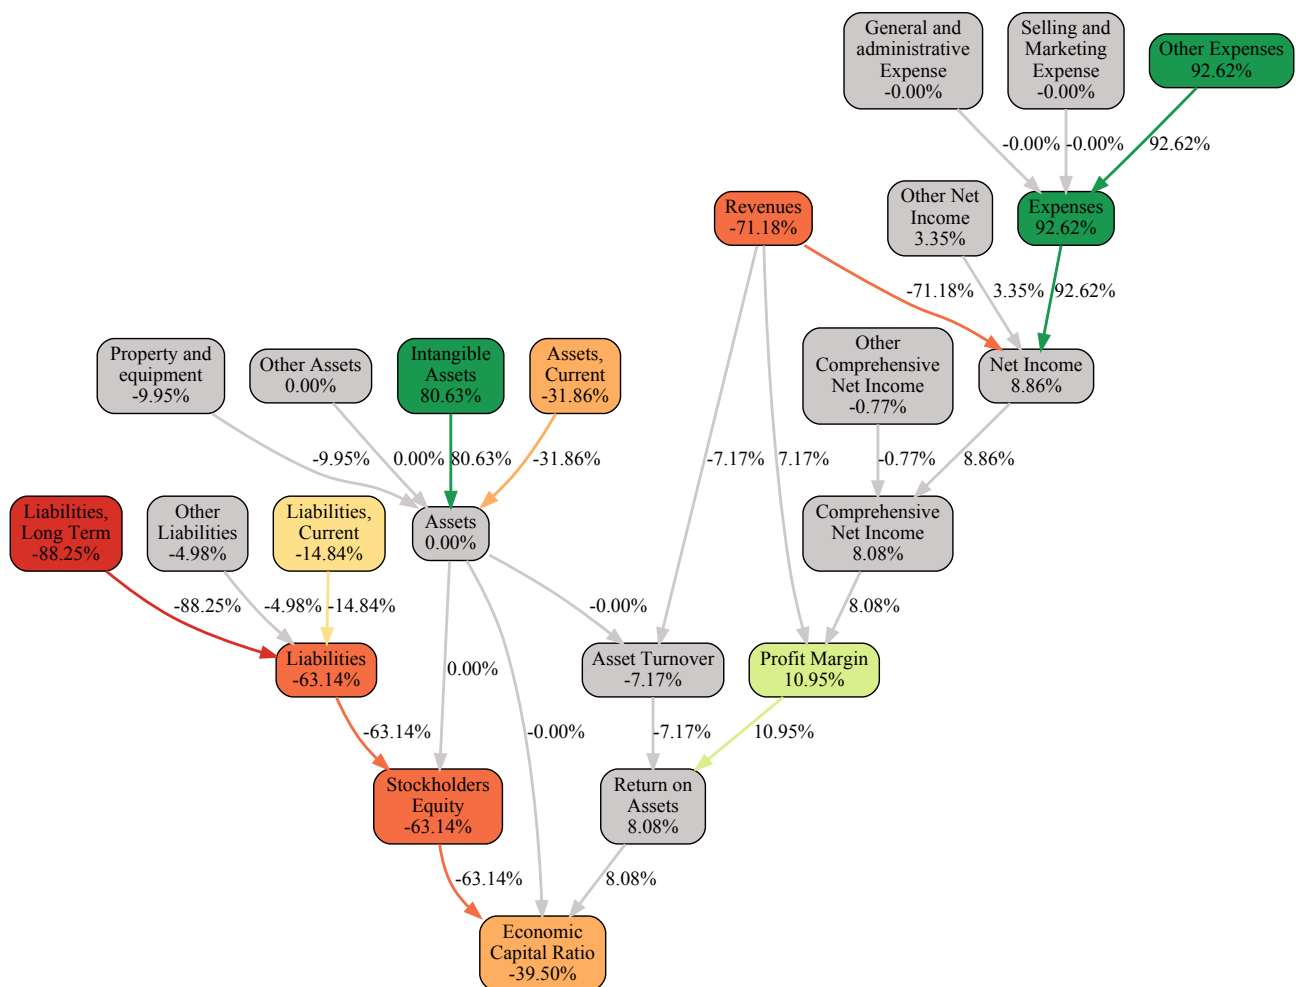 General and
administrative
Expense
-0.00%
Selling and
Marketing
Expense
-0.00%
Other Expenses
92.62%
-0.00%
-0.00%
92.62%
Revenues
-71.18%
Other Net
Income
3.35%
Expenses
92.62%
-71.18%
3.35%
92.62%
Property and
equipment
-9.95%
Other Assets
0.00%
Intangible
Assets
80.63%
Assets,
Current
-31.86%
Other
Comprehensive
Net Income
-0.77%
Net Income
8.86%
-9.95%
0.00%
80.63%
-31.86%
-7.17%
7.17%
-0.77%
8.86%
Liabilities,
Long Term
-88.25%
Other
Liabilities
-4.98%
Liabilities,
Current
-14.84%
Assets
0.00%
Comprehensive
Net Income
8.08%
-88.25%
-4.98%
-14.84%
-0.00%
8.08%
Liabilities
-63.14%
0.00%
Asset Turnover
-7.17%
Profit Margin
10.95%
-63.14%
-0.00%
-7.17%
10.95%
Stockholders
Equity
-63.14%
Return on
Assets
8.08%
-63.14%
8.08%
Economic
Capital Ratio
-39.50%